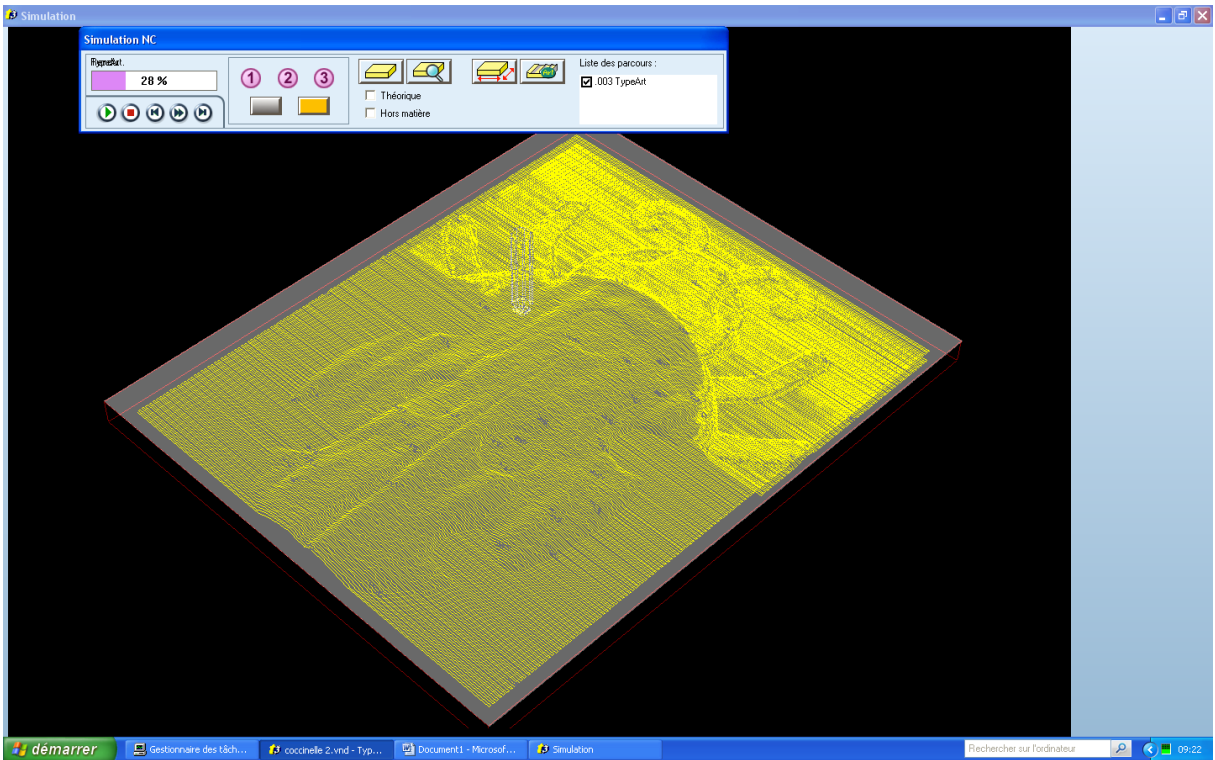 Simulation
Simulation NC
28 %
1 2 3
Théorique
Hors matière
Liste des parcours :
.003 TypeArt
démarrer
Gestionnaire des tâch...
coccinelle 2.vnd - Typ...
Document1 - Microsof...
Simulation
Rechercher sur l'ordinateur
09:22